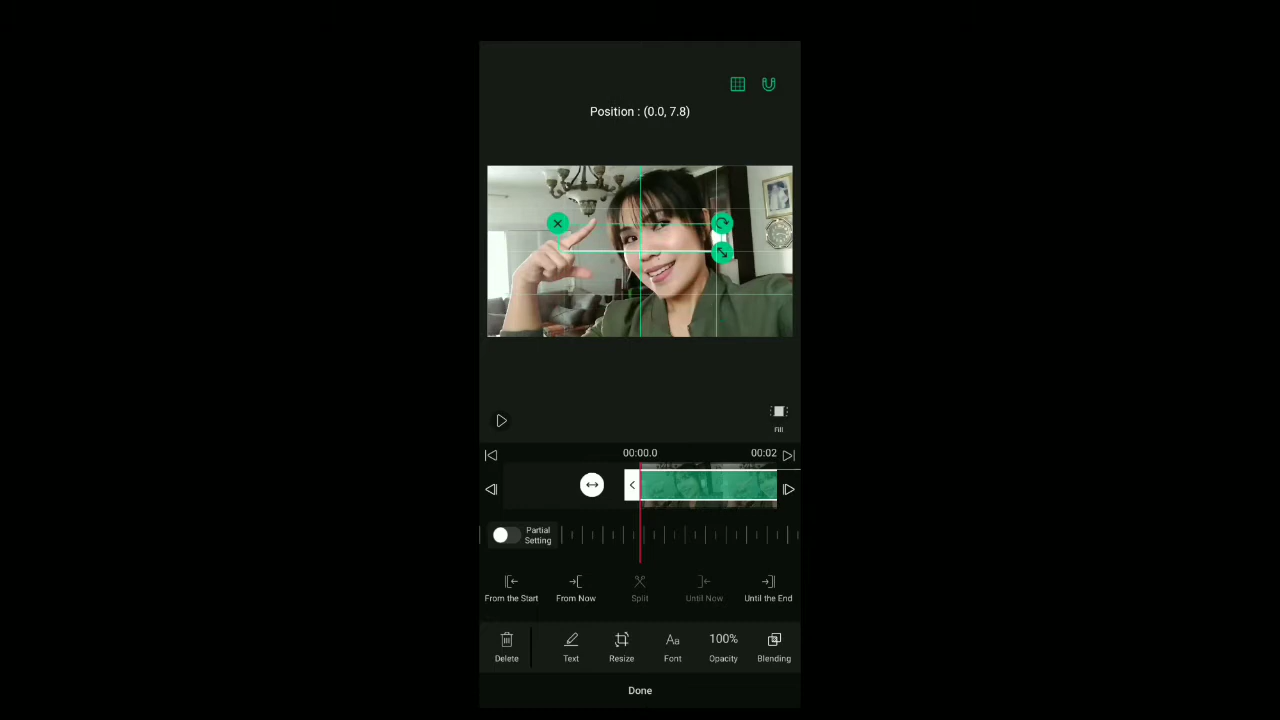 Position : (0.0, 7.8)
Fill
00:00.0 00:02
Partial
Setting
From the Start From Now Split Until Now Until the End
100%
Delete Text Resize Font Opacity Blending
Done